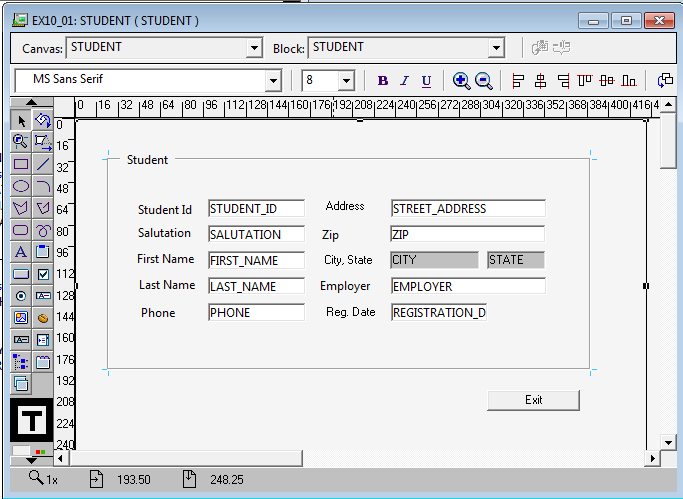 EX10_01: STUDENT ( STUDENT )
Canvas: STUDENT Block: STUDENT
MS Sans Serif 8 B I U
0 16 32 48 64 80 96 112 128 144 160 176 192 208 224 240 256 272 288 304 320 336 352 368 384 400 416
0
16
32
48
64
80
96
112
128
144
160
176
192
208
224
240
Student
Student Id STUDENT_ID Address STREET_ADDRESS
Salutation SALUTATION Zip ZIP
First Name FIRST_NAME City, State CITY STATE
Last Name LAST_NAME Employer EMPLOYER
Phone PHONE Reg. Date REGISTRATION_D
Exit
A
T
1x 193.50 248.25